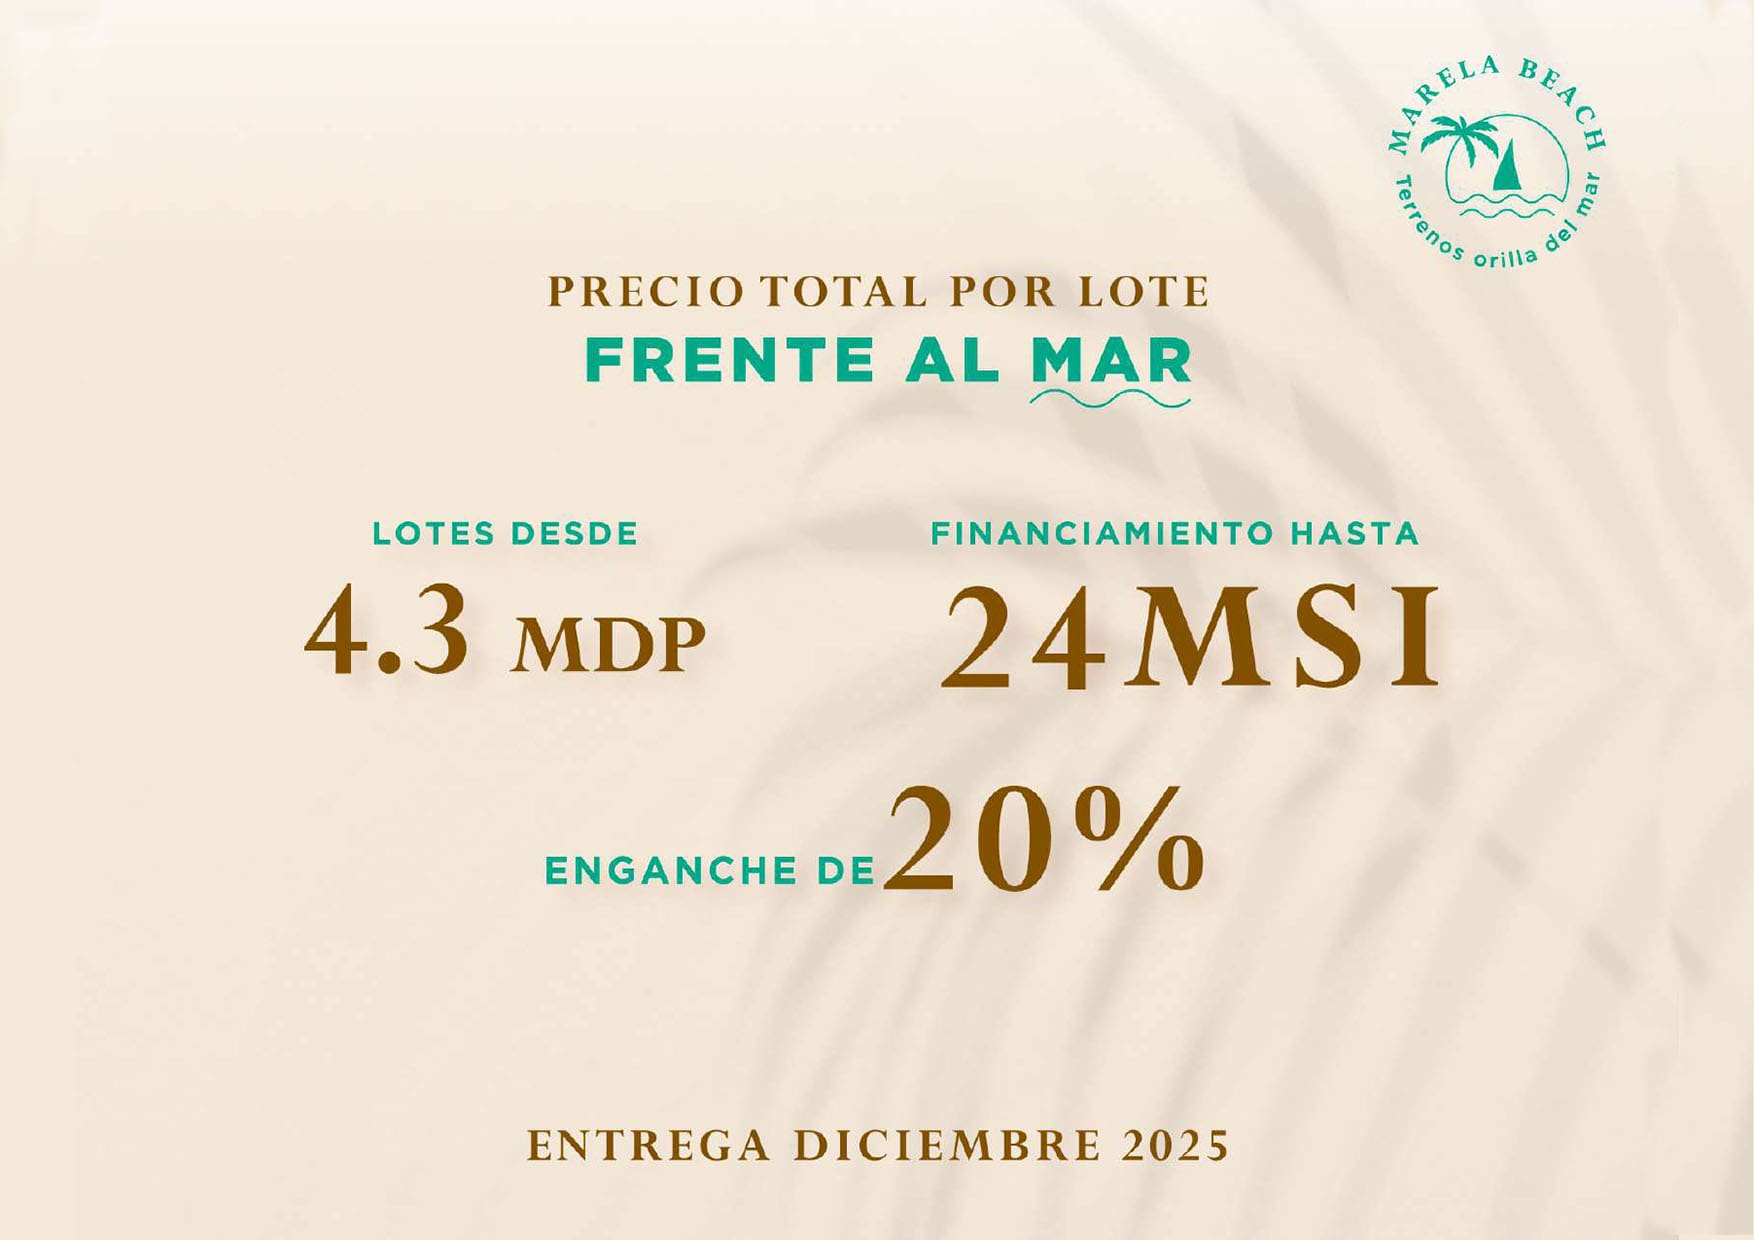 MARELA BEACH
Terrenos orilla del mar
PRECIO TOTAL POR LOTE
FRENTE AL MAR
LOTES DESDE
4.3 MDP
FINANCIAMIENTO HASTA
24MSI
ENGANCHE DE 20%
ENTREGA DICIEMBRE 2025